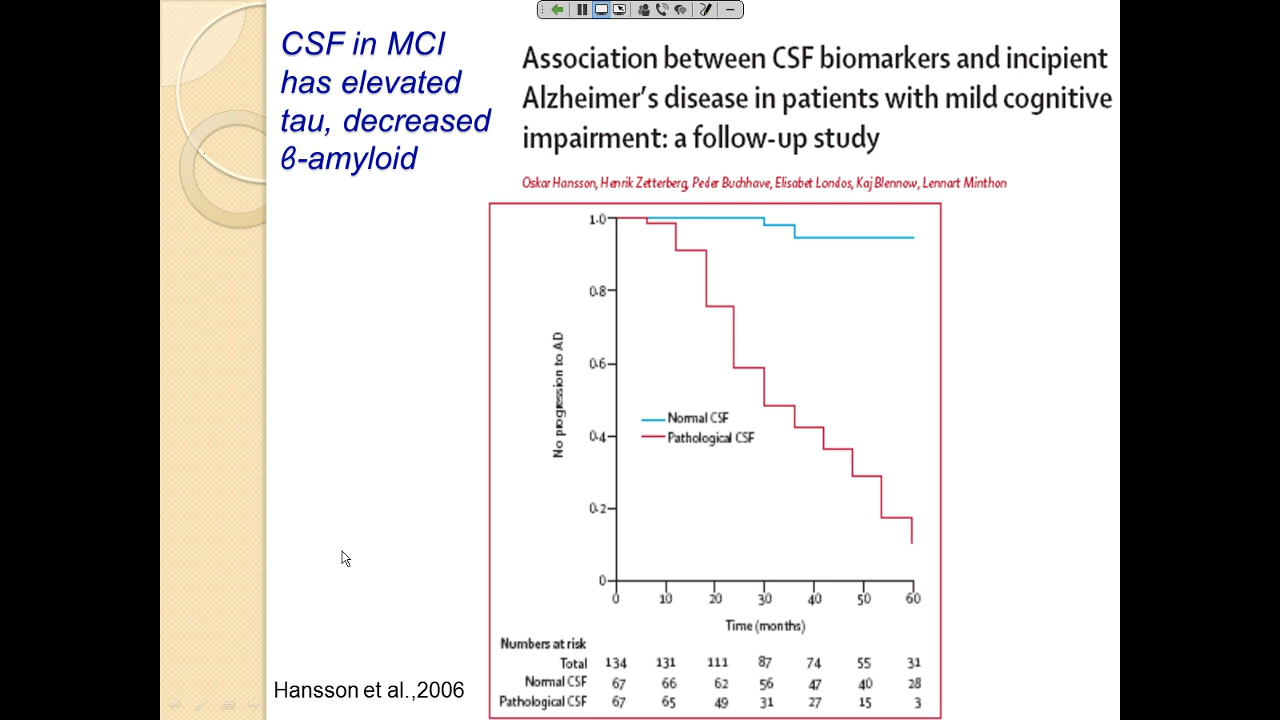 CSF in MCI
has elevated
tau, decreased
β-amyloid
Association between CSF biomarkers and incipient
Alzheimer's disease in patients with mild cognitive
impairment: a follow-up study
Oskar Hansson, Henrik Zetterberg, Peder Buchhave, Elisabet Londos, Kaj Blennow, Lennart Minthon
1·0
0·8
0·6
0·4
0·2
0
No progression to AD
Normal CSF
Pathological CSF
0 10 20 30 40 50 60
Time (months)
Numbers at risk
Total 134 131 111 87 74 55 31
Normal CSF 67 66 62 56 47 40 28
Pathological CSF 67 65 49 31 27 15 3
Hansson et al.,2006